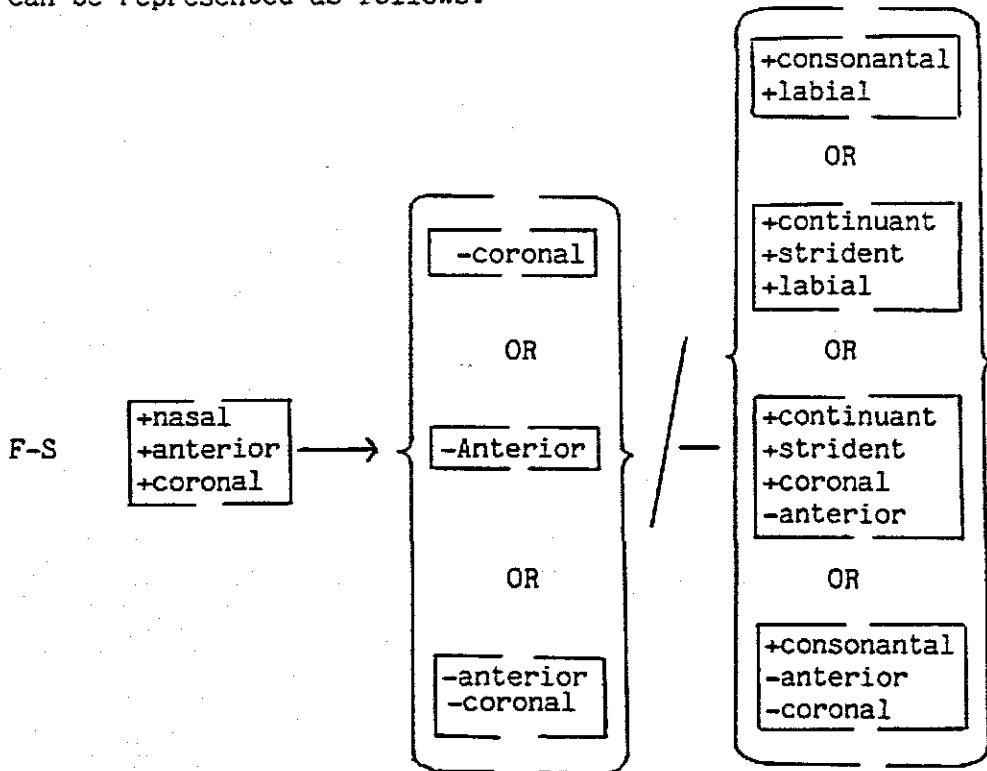 can be represented as follows:
+consonantal
+labial
OR
+continuant
+strident
+labial
-coronal
OR
OR
F-S
+nasal
+anterior
+coronal
-Anterior
+continuant
+strident
+coronal
-anterior
OR
OR
-anterior
-coronal
+consonantal
-anterior
-coronal